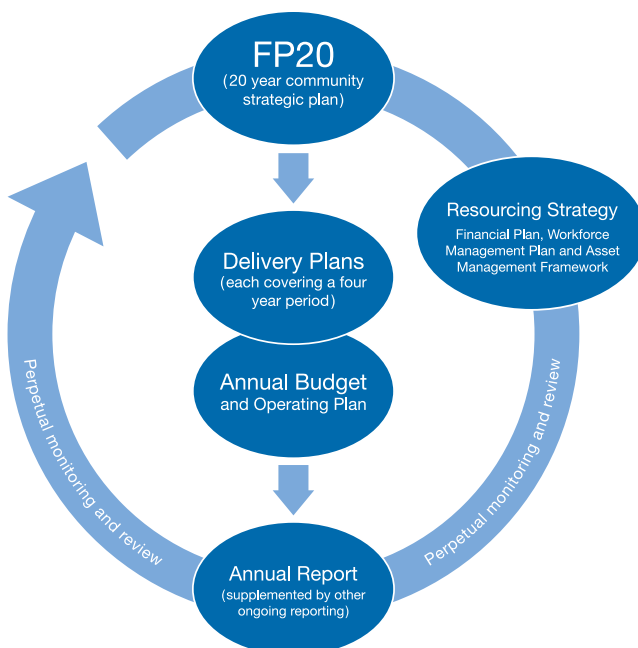 FP20
(20 year community
strategic plan)
Resourcing Strategy
Financial Plan, Workforce
Management Plan and Asset
Management Framework
Delivery Plans
(each covering a four
year period)
Annual Budget
and Operating Plan
Perpetual monitoring and review
Perpetual monitoring and review
Annual Report
(supplemented by other
ongoing reporting)